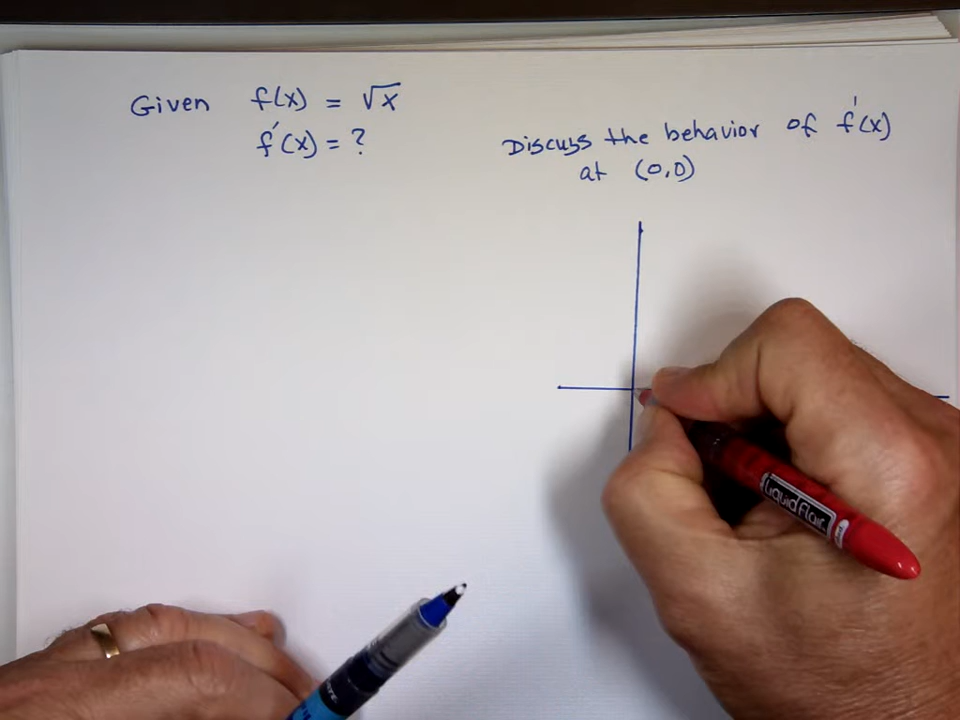 Given f(x) = √x
f'(x) = ?
Discuss the behavior of f'(x)
at (0,0)
Liquid Flair